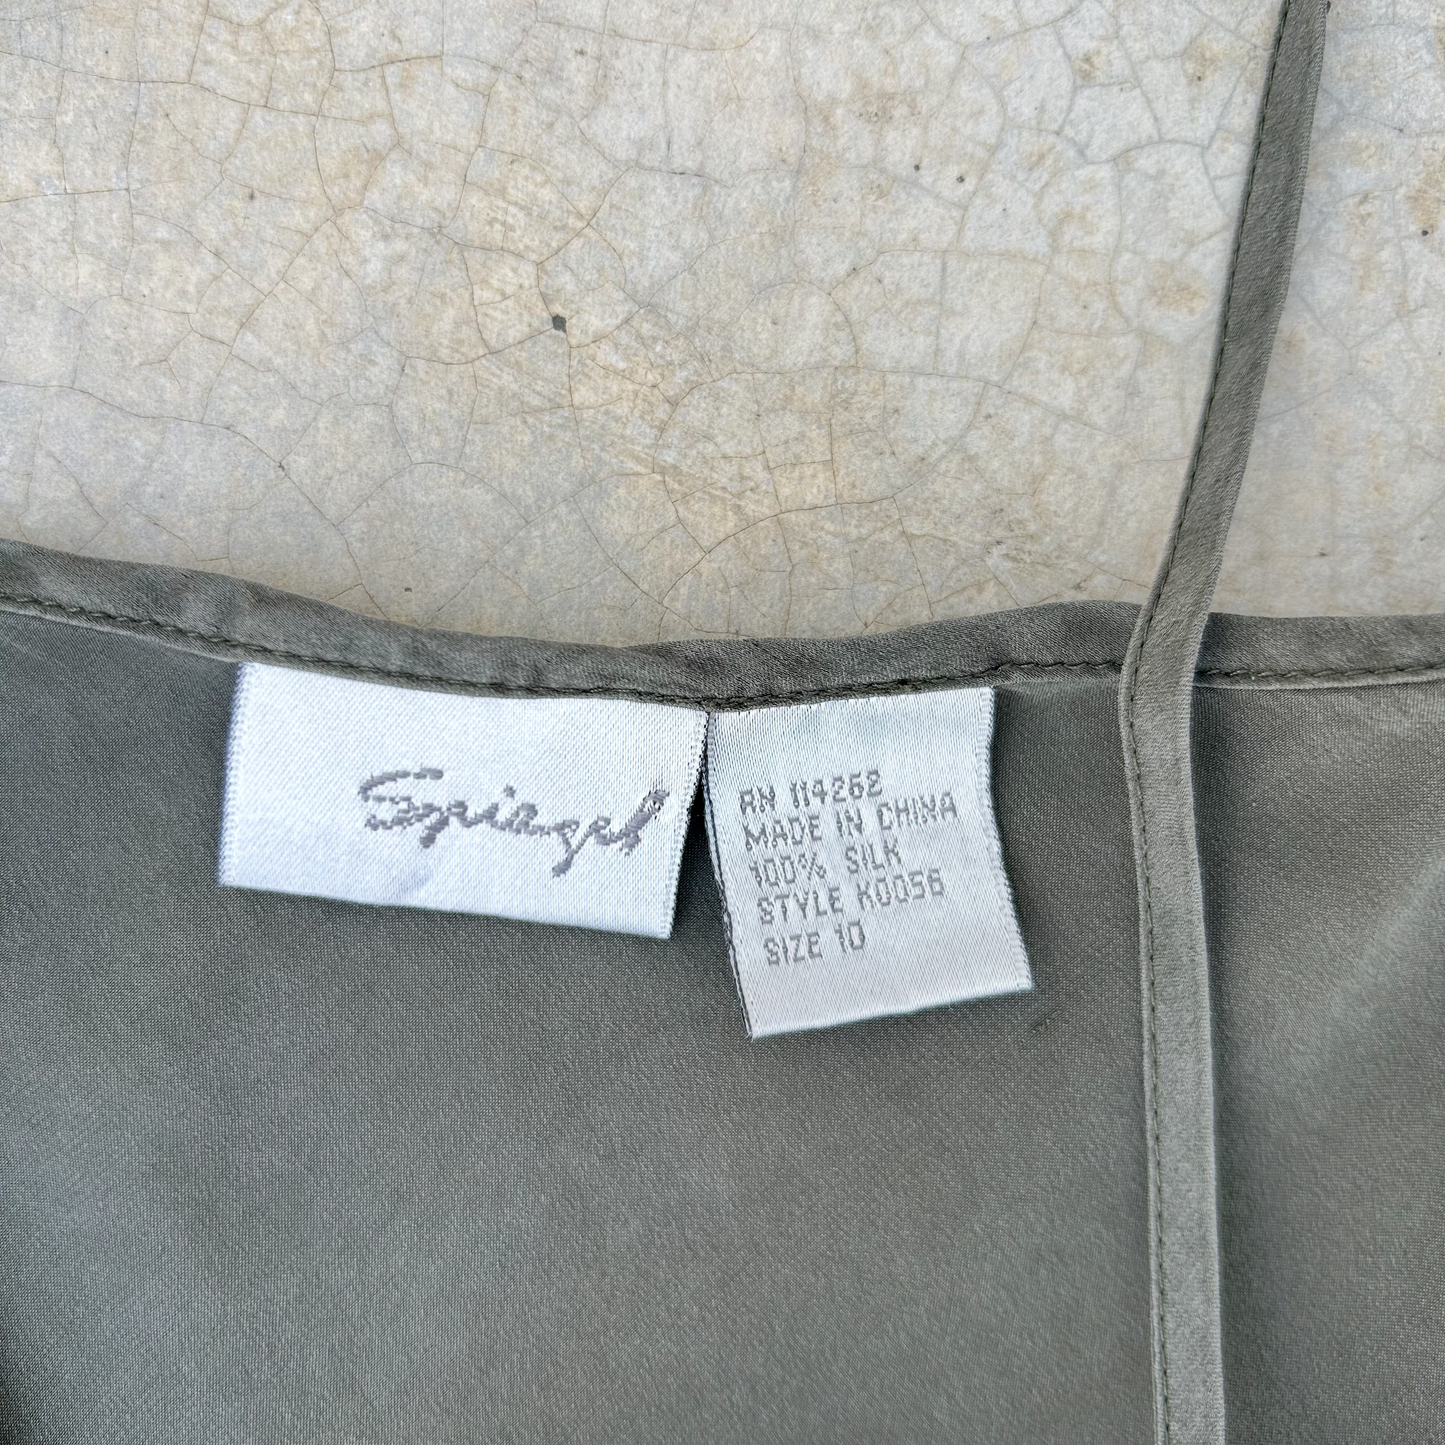 Spiegel
RN 114262
MADE IN CHINA
100% SILK
STYLE K0056
SIZE 10